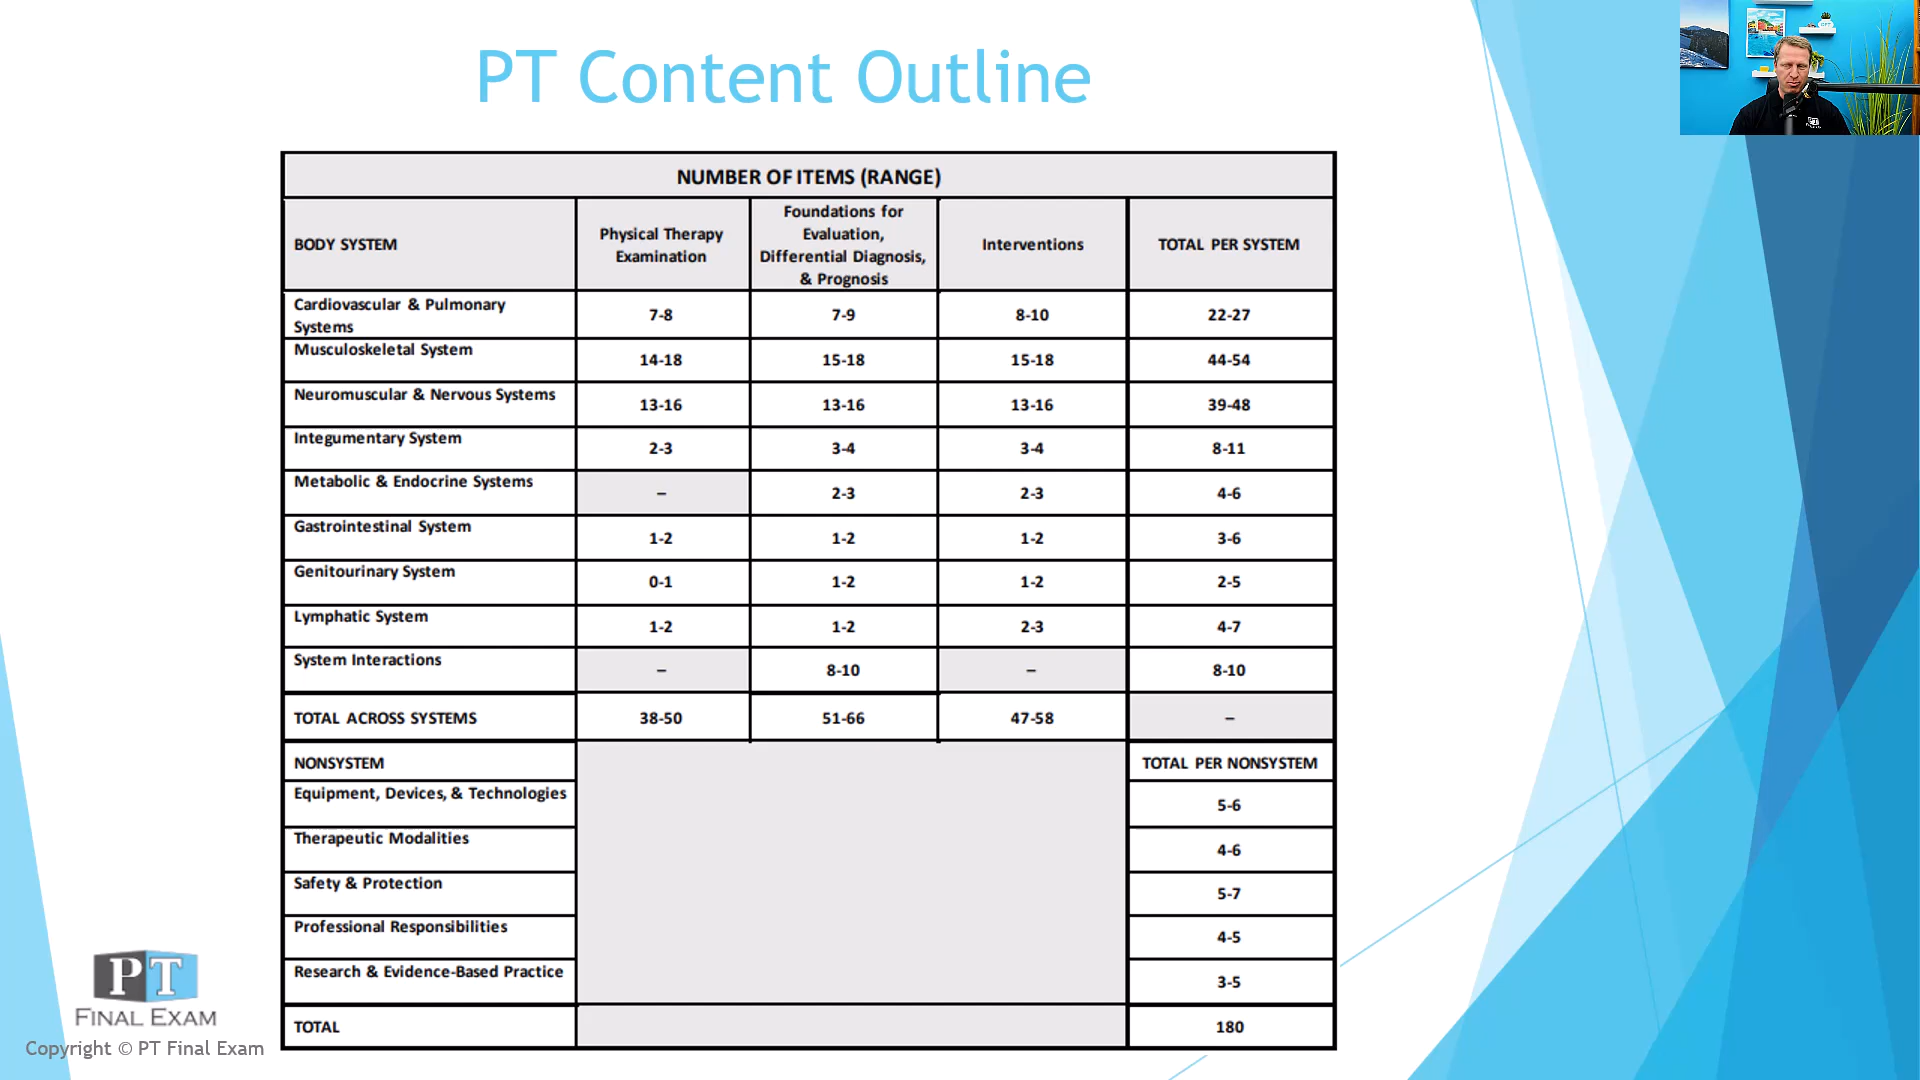 PT Content Outline
NUMBER OF ITEMS (RANGE)
BODY SYSTEM
Physical Therapy
Examination
Foundations for
Evaluation,
Differential Diagnosis,
& Prognosis
Interventions
TOTAL PER SYSTEM
Cardiovascular & Pulmonary
Systems
7-8
7-9
8-10
22-27
Musculoskeletal System
14-18
15-18
15-18
44-54
Neuromuscular & Nervous Systems
13-16
13-16
13-16
39-48
Integumentary System
2-3
3-4
3-4
8-11
Metabolic & Endocrine Systems
–
2-3
2-3
4-6
Gastrointestinal System
1-2
1-2
1-2
3-6
Genitourinary System
0-1
1-2
1-2
2-5
Lymphatic System
1-2
1-2
2-3
4-7
System Interactions
–
8-10
–
8-10
TOTAL ACROSS SYSTEMS
38-50
51-66
47-58
–
NONSYSTEM
TOTAL PER NONSYSTEM
Equipment, Devices, & Technologies
5-6
Therapeutic Modalities
4-6
Safety & Protection
5-7
Professional Responsibilities
4-5
Research & Evidence-Based Practice
3-5
TOTAL
180
PT
FINAL EXAM
Copyright © PT Final Exam